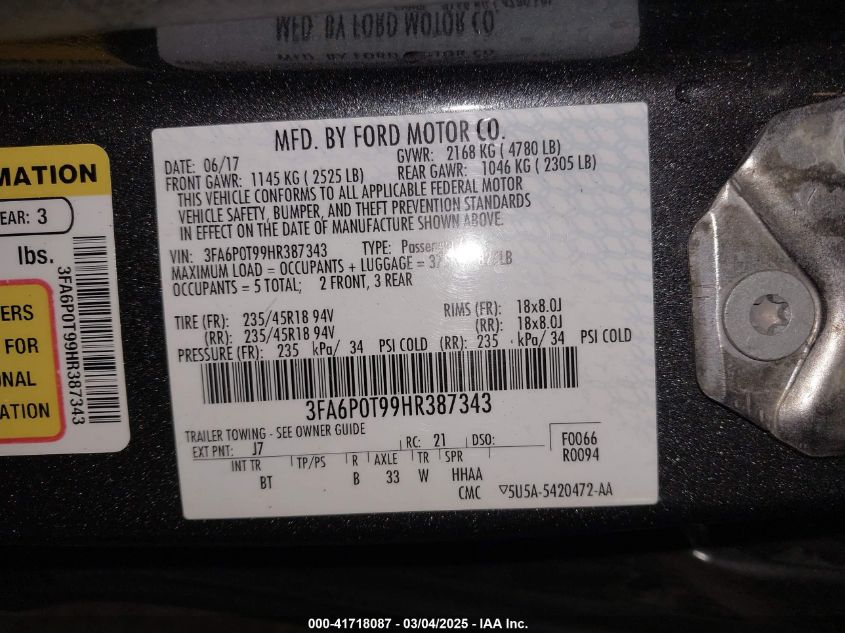 MFD. BY FORD MOTOR CO.
DATE: 06/17 GVWR: 2168 KG ( 4780 LB)
FRONT GAWR: 1145 KG ( 2525 LB) REAR GAWR: 1046 KG ( 2305 LB)
THIS VEHICLE CONFORMS TO ALL APPLICABLE FEDERAL MOTOR
VEHICLE SAFETY, BUMPER, AND THEFT PREVENTION STANDARDS
IN EFFECT ON THE DATE OF MANUFACTURE SHOWN ABOVE.
VIN: 3FA6P0T99HR387343 TYPE:
MAXIMUM LOAD = OCCUPANTS + LUGGAGE =
OCCUPANTS = 5 TOTAL; 2 FRONT, 3 REAR
TIRE (FR): 235/45R18 94V RIMS (FR): 18x8.0J
(RR): 235/45R18 94V (RR): 18x8.0J
PRESSURE (FR): 235 kPa/ 34 PSI COLD (RR): 235 kPa/ 34 PSI COLD
3FA6P0T99HR387343
TRAILER TOWING - SEE OWNER GUIDE
EXT PNT: J7 RC: 21 DSO: F0066
R0094
INT TR TP/PS R AXLE TR SPR
BT B 33 W HHAA
CMC 5U5A-5420472-AA
MATION
EAR: 3
lbs.
3FA6P0T99HR387343
ERS
FOR
ONAL
ATION
000-41718087 - 03/04/2025 - IAA Inc.